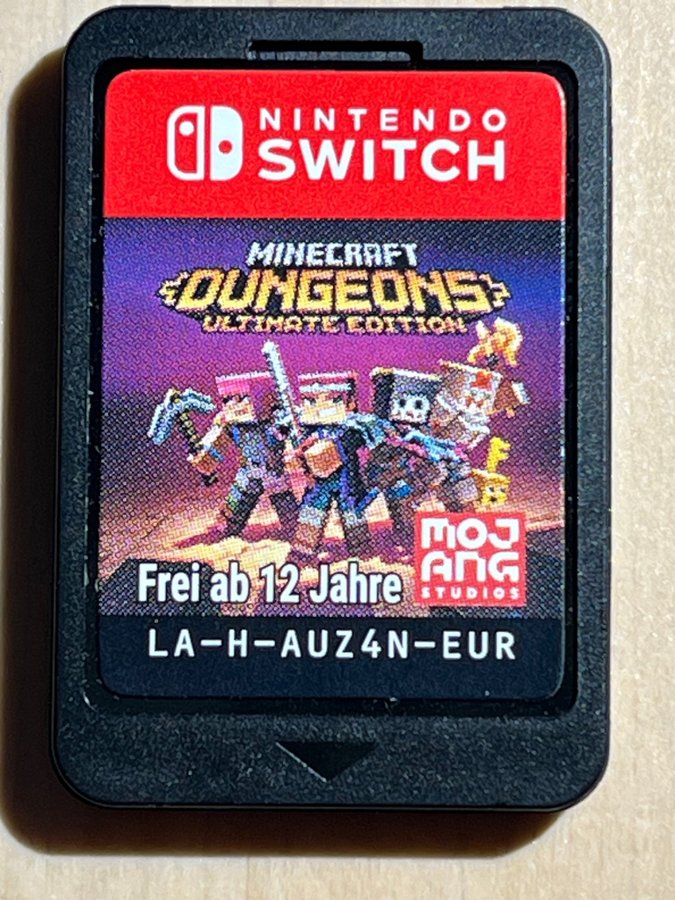 NINTENDO
SWITCH
MINECRAFT
DUNGEONS
ULTIMATE EDITION
Frei ab 12 Jahre
MOJ
ANG
STUDIOS
LA-H-AUZ4N-EUR